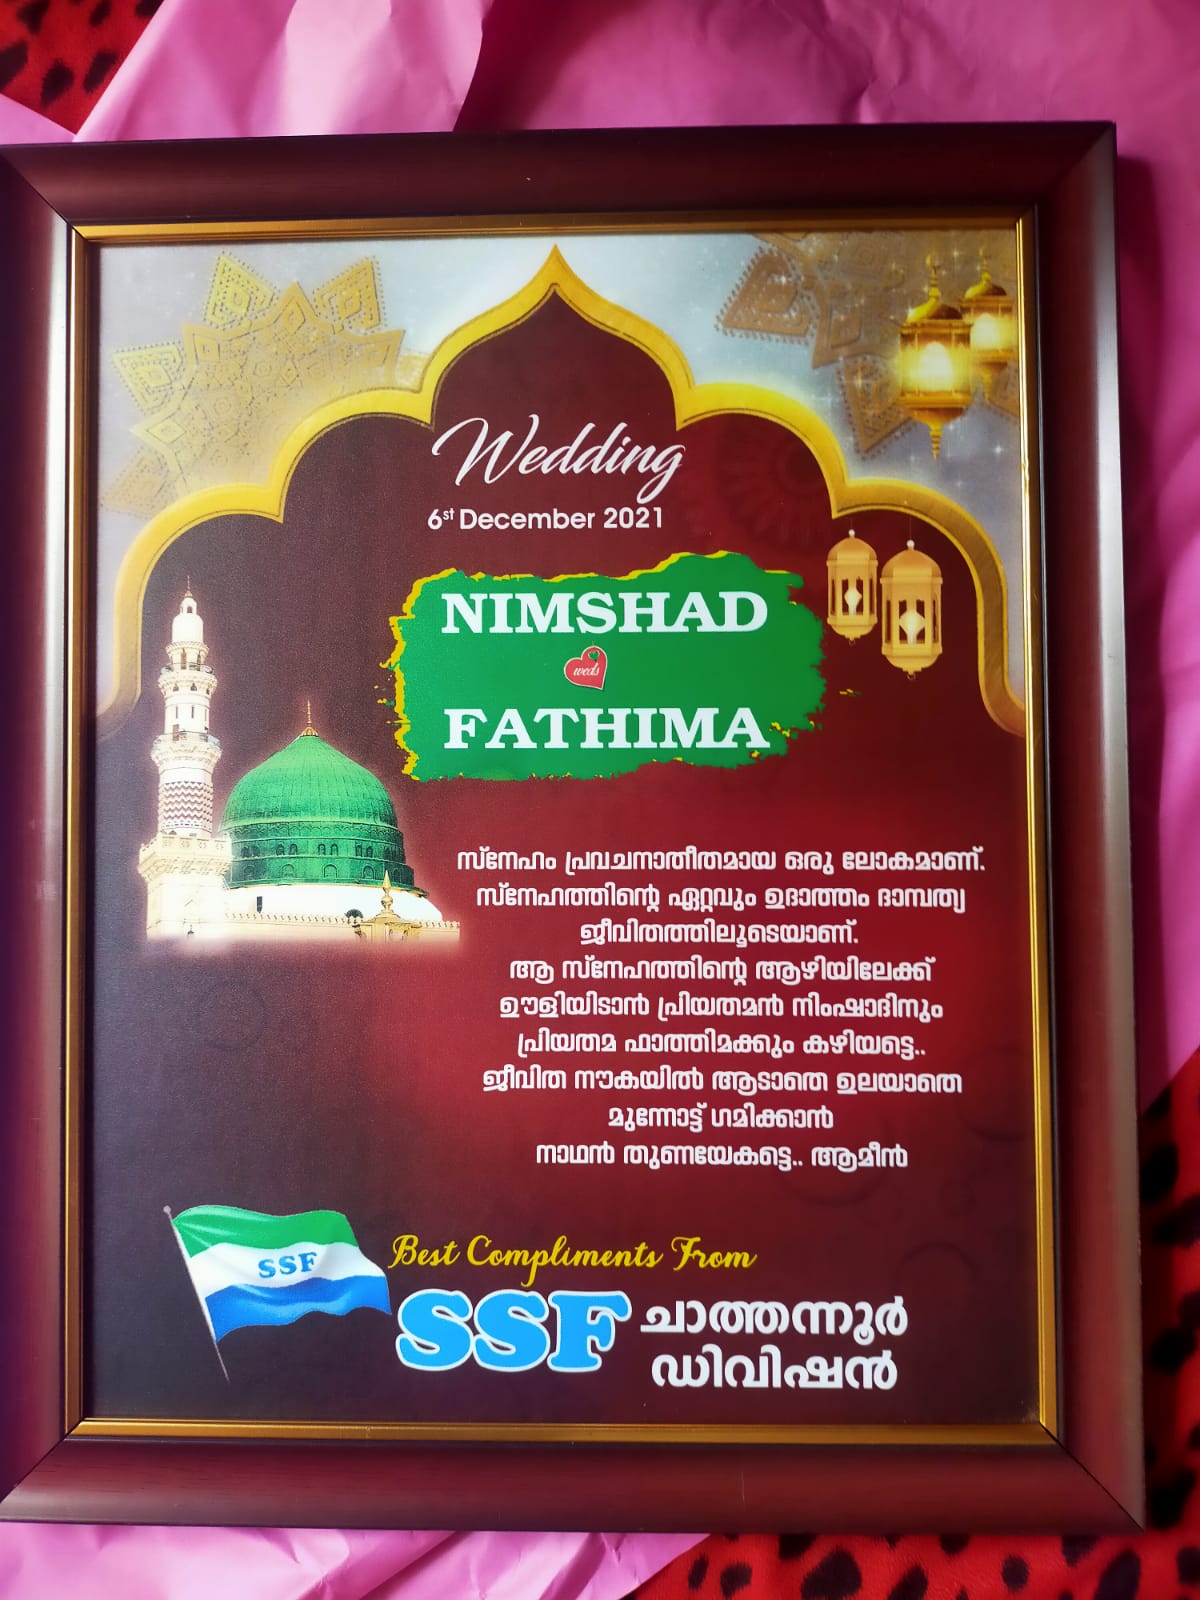 Wedding
6st December 2021
NIMSHAD
weds
FATHIMA
സ്നേഹം പ്രവചനാതീതമായ ഒരു ലോകമാണ്.
സ്നേഹത്തിന്റെ ഏറ്റവും ഉദാത്തം ദാമ്പത്യ
ജീവിതത്തിലൂടെയാണ്.
ആ സ്നേഹത്തിന്റെ ആഴിയിലേക്ക്
ഊളിയിടാൻ പ്രിയതമൻ നിംഷാദിനും
പ്രിയതമ ഫാത്തിമക്കും കഴിയട്ടെ..
ജീവിത നൗകയിൽ ആടാതെ ഉലയാതെ
മുന്നോട്ട് ഗമിക്കാൻ
നാഥൻ തുണയേകട്ടെ.. ആമീൻ
SSF
Best Compliments From
SSF ചാത്തന്നൂർ
ഡിവിഷൻ